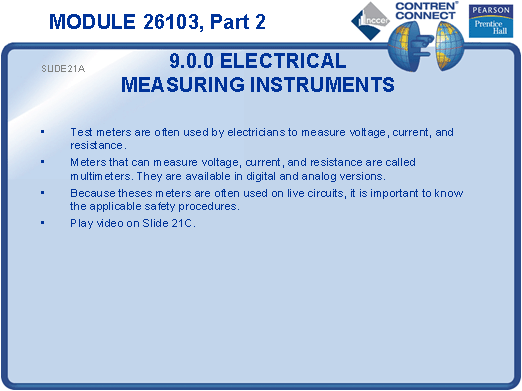 MODULE 26103, Part 2
nccer
CONTREN®
CONNECT
PEARSON
Prentice
Hall
SLIDE 21A
9.0.0 ELECTRICAL
MEASURING INSTRUMENTS
• Test meters are often used by electricians to measure voltage, current, and
resistance.
• Meters that can measure voltage, current, and resistance are called
multimeters. They are available in digital and analog versions.
• Because theses meters are often used on live circuits, it is important to know
the applicable safety procedures.
• Play video on Slide 21C.